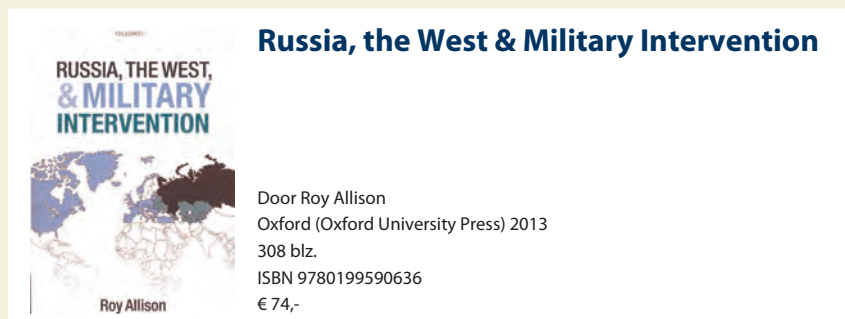 OXFORD
RUSSIA, THE WEST,
& MILITARY
INTERVENTION
Roy Allison
Russia, the West & Military Intervention
Door Roy Allison
Oxford (Oxford University Press) 2013
308 blz.
ISBN 9780199590636
€ 74,-